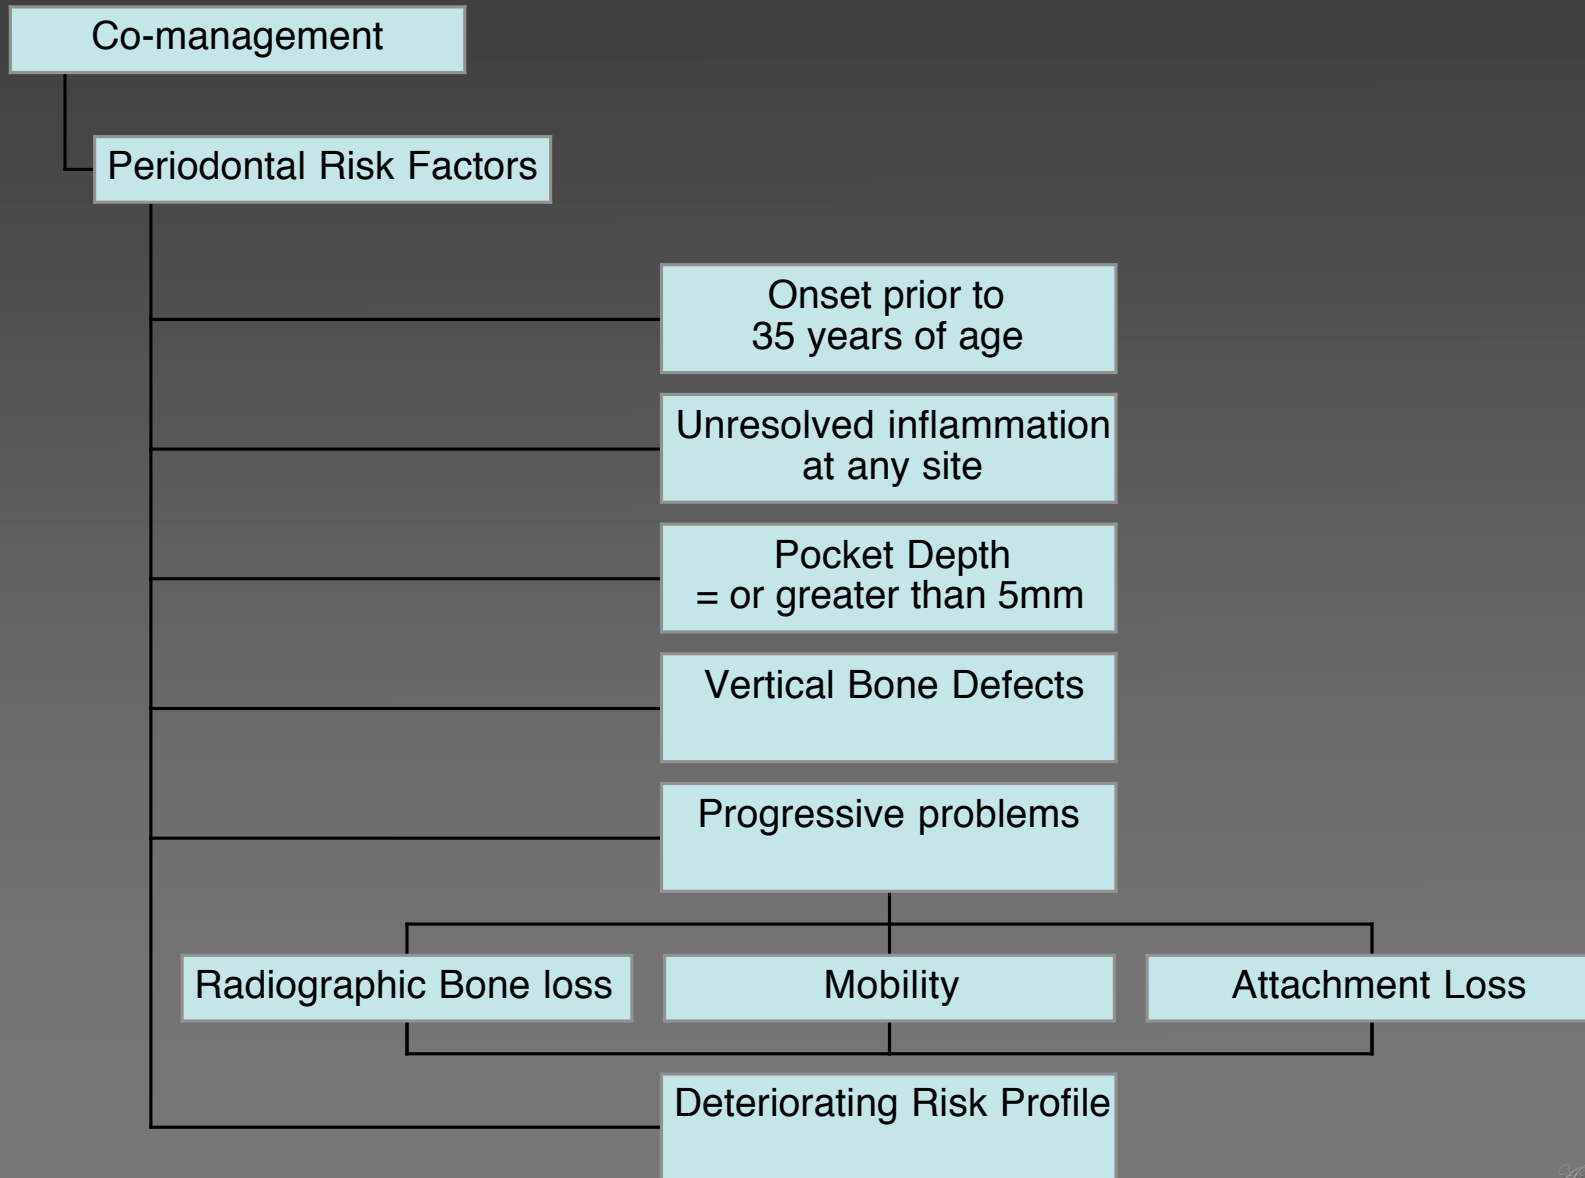 Co-management
Periodontal Risk Factors
Onset prior to
35 years of age
Unresolved inflammation
at any site
Pocket Depth
= or greater than 5mm
Vertical Bone Defects
Progressive problems
Radiographic Bone loss
Mobility
Attachment Loss
Deteriorating Risk Profile